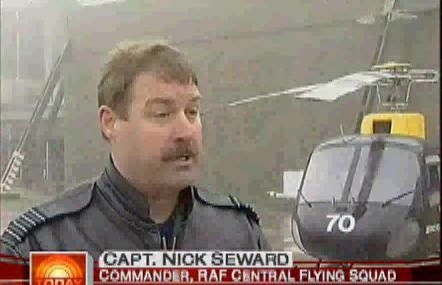 70
CAPT. NICK SEWARD
TODAY
COMMANDER, RAF CENTRAL FLYING SQUAD